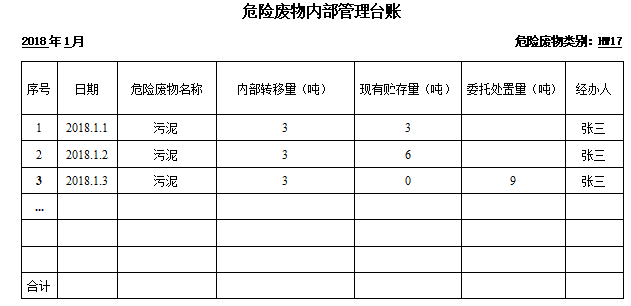 危险废物内部管理台账
2018年1月 危险废物类别：HW17
序号 日期 危险废物名称 内部转移量（吨） 现有贮存量（吨） 委托处置量（吨） 经办人
1 2018.1.1 污泥 3 3 张三
2 2018.1.2 污泥 3 6 张三
3 2018.1.3 污泥 3 0 9 张三
...
合计